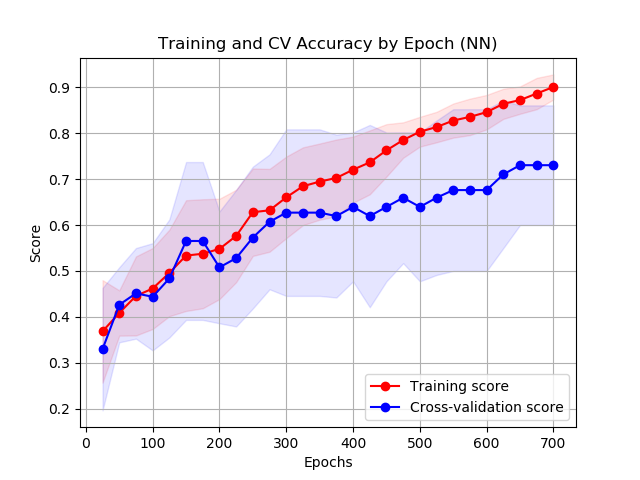 Training and CV Accuracy by Epoch (NN)
Score
0.9
0.8
0.7
0.6
0.5
0.4
0.3
0.2
Training score
Cross-validation score
0 100 200 300 400 500 600 700
Epochs